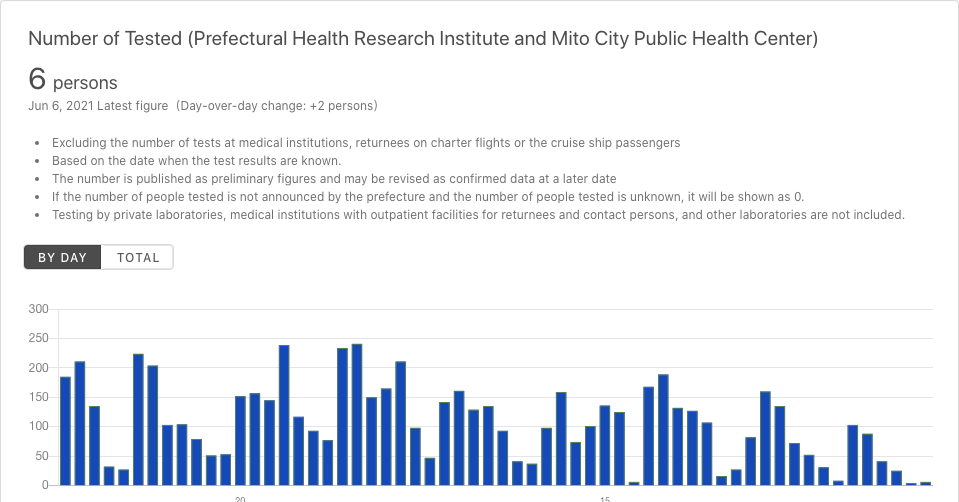 Number of Tested (Prefectural Health Research Institute and Mito City Public Health Center)
6 persons
Jun 6, 2021 Latest figure (Day-over-day change: +2 persons)
• Excluding the number of tests at medical institutions, returnees on charter flights or the cruise ship passengers
• Based on the date when the test results are known.
• The number is published as preliminary figures and may be revised as confirmed data at a later date
• If the number of people tested is not announced by the prefecture and the number of people tested is unknown, it will be shown as 0.
• Testing by private laboratories, medical institutions with outpatient facilities for returnees and contact persons, and other laboratories are not included.
BY DAY TOTAL
300
250
200
150
100
50
0
20 15